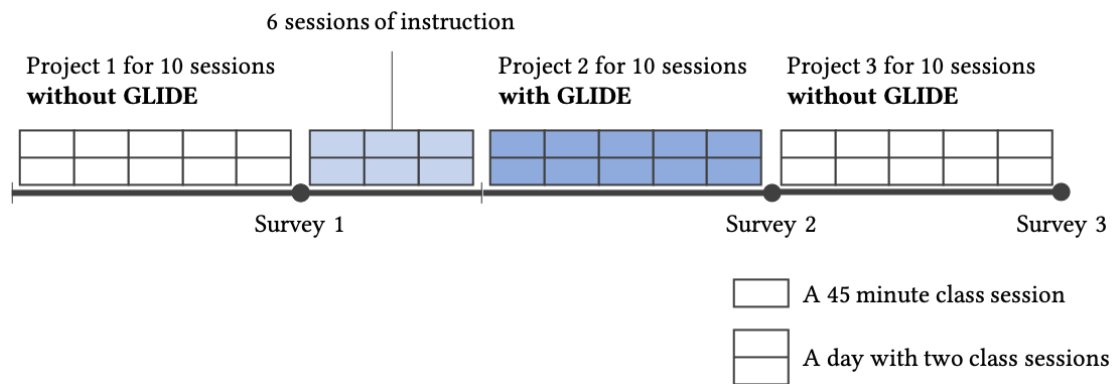 6 sessions of instruction
Project 1 for 10 sessions
without GLIDE
Project 2 for 10 sessions
with GLIDE
Project 3 for 10 sessions
without GLIDE
Survey 1
Survey 2
Survey 3
A 45 minute class session
A day with two class sessions